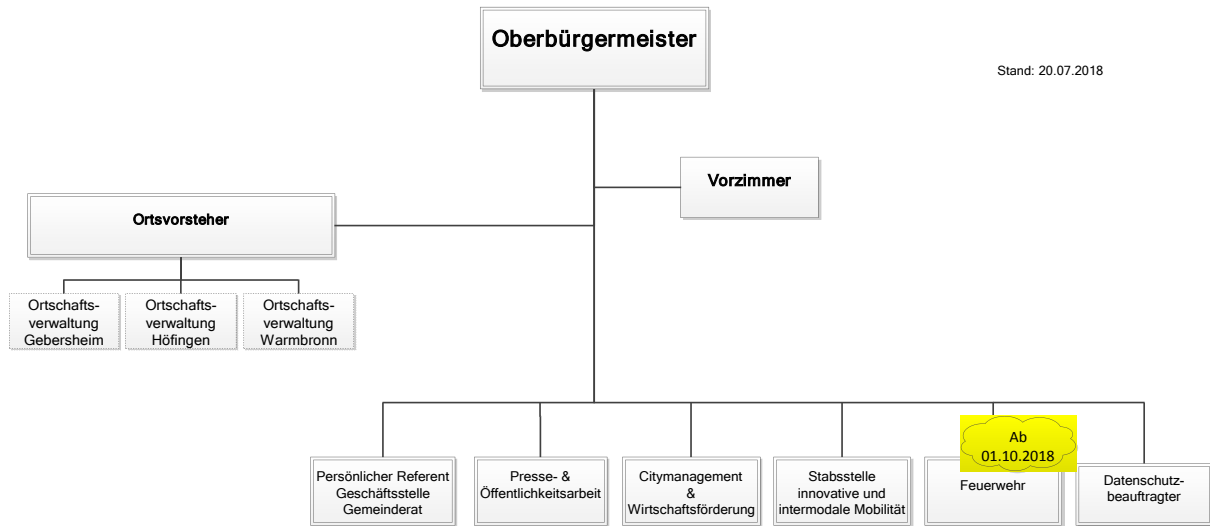 Oberbürgermeister
Stand: 20.07.2018
Vorzimmer
Ortsvorsteher
Ortschafts-
verwaltung
Gebersheim
Ortschafts-
verwaltung
Höfingen
Ortschafts-
verwaltung
Warmbronn
Persönlicher Referent
Geschäftsstelle
Gemeinderat
Presse- &
Öffentlichkeitsarbeit
Citymanagement
&
Wirtschaftsförderung
Stabsstelle
innovative und
intermodale Mobilität
Ab
01.10.2018
Feuerwehr
Datenschutz-
beauftragter